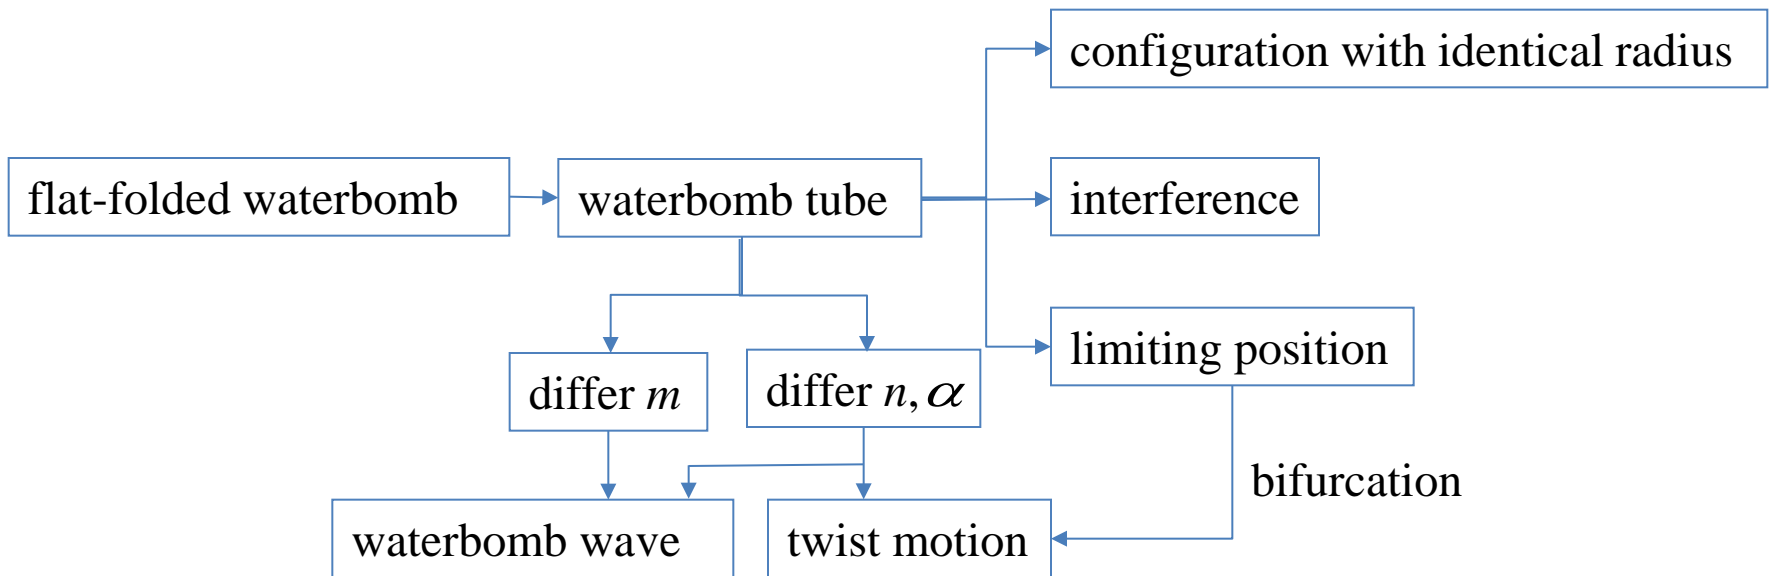 configuration with identical radius
flat-folded waterbomb
waterbomb tube
interference
limiting position
differ m
differ n, α
bifurcation
waterbomb wave
twist motion